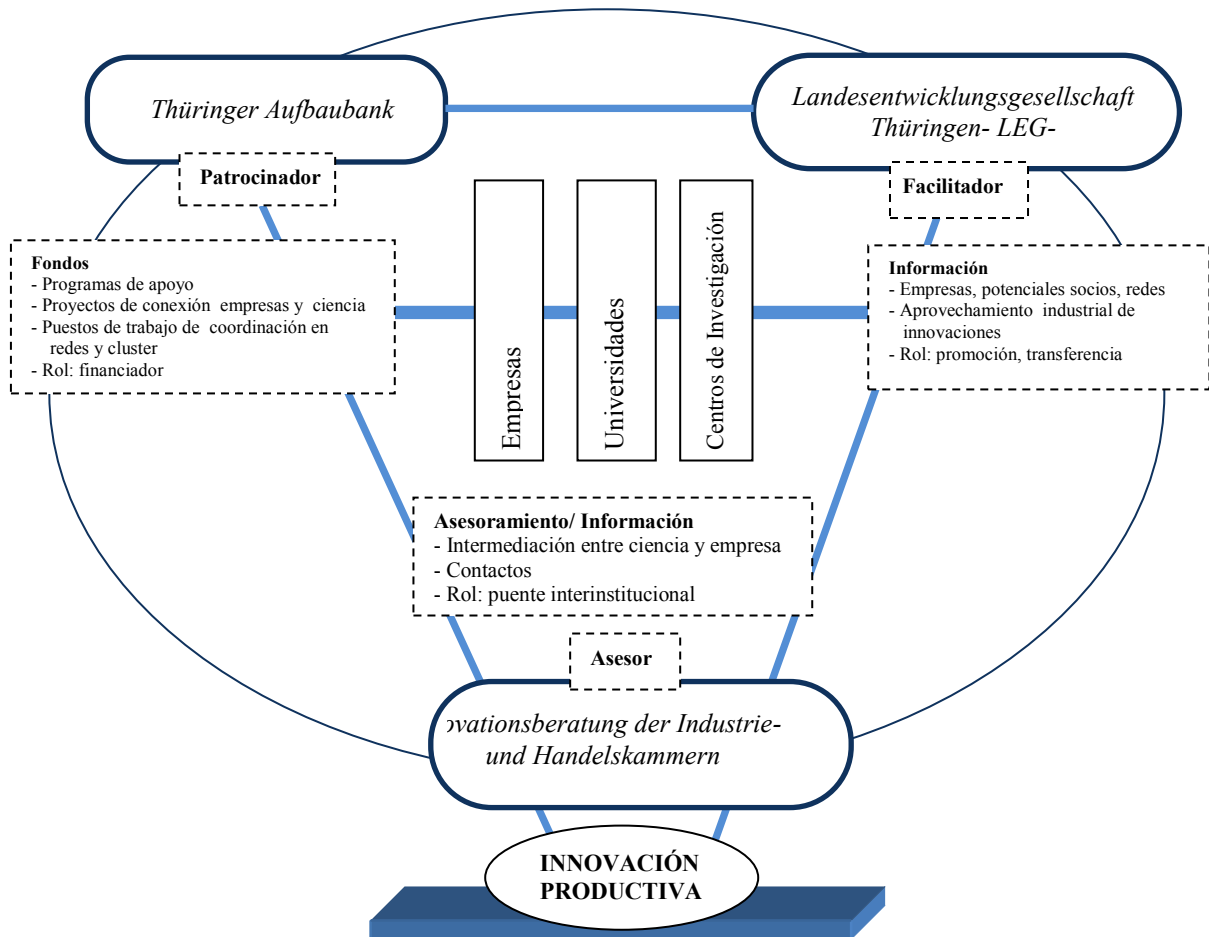 Thüringer Aufbaubank
Landesentwicklungsgesellschaft
Thüringen- LEG-
Patrocinador
Facilitador
Fondos
- Programas de apoyo
- Proyectos de conexión empresas y ciencia
- Puestos de trabajo de coordinación en
redes y cluster
- Rol: financiador
Empresas
Universidades
Centros de Investigación
Información
- Empresas, potenciales socios, redes
- Aprovechamiento industrial de
innovaciones
- Rol: promoción, transferencia
Asesoramiento/ Información
- Intermediación entre ciencia y empresa
- Contactos
- Rol: puente interinstitucional
Asesor
ovationsberatung der Industrie-
und Handelskammern
INNOVACIÓN
PRODUCTIVA